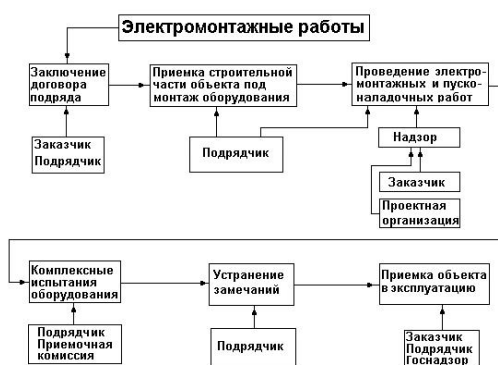 Электромонтажные работы
Заключение
договора
подряда
Приемка строительной
части объекта под
монтаж оборудования
Проведение электро-
монтажных и пуско-
наладочных работ
Заказчик
Подрядчик
Подрядчик
Надзор
Заказчик
Проектная
организация
Комплексные
испытания
оборудования
Устранение
замечаний
Приемка объекта
в эксплуатацию
Подрядчик
Приемочная
комиссия
Подрядчик
Заказчик
Подрядчик
Госнадзор